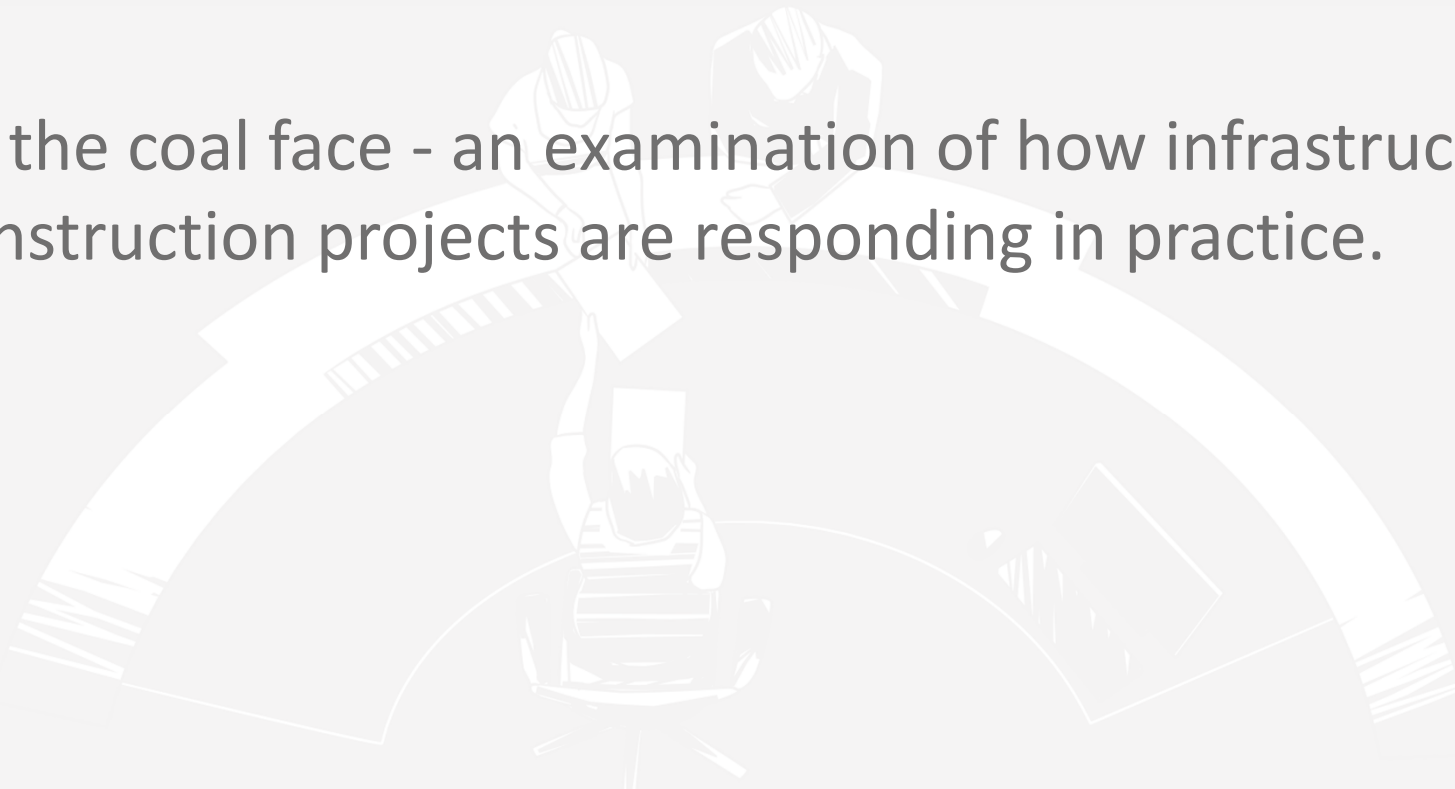 the coal face - an examination of how infrastruc
nstruction projects are responding in practice.